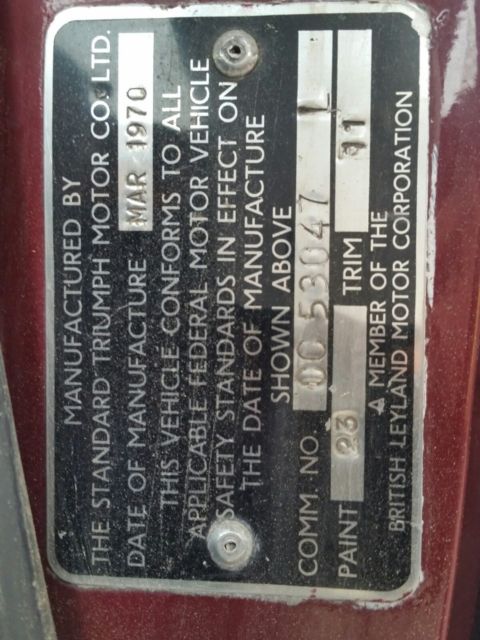 MANUFACTURED BY
THE STANDARD TRIUMPH MOTOR CO. LTD.
DATE OF MANUFACTURE MAR 1970
THIS VEHICLE CONFORMS TO ALL
APPLICABLE FEDERAL MOTOR VEHICLE
SAFETY STANDARDS IN EFFECT ON
THE DATE OF MANUFACTURE
SHOWN ABOVE
COMM. NO. 00 53047 L
PAINT 23 TRIM 11
A MEMBER OF THE
BRITISH LEYLAND MOTOR CORPORATION